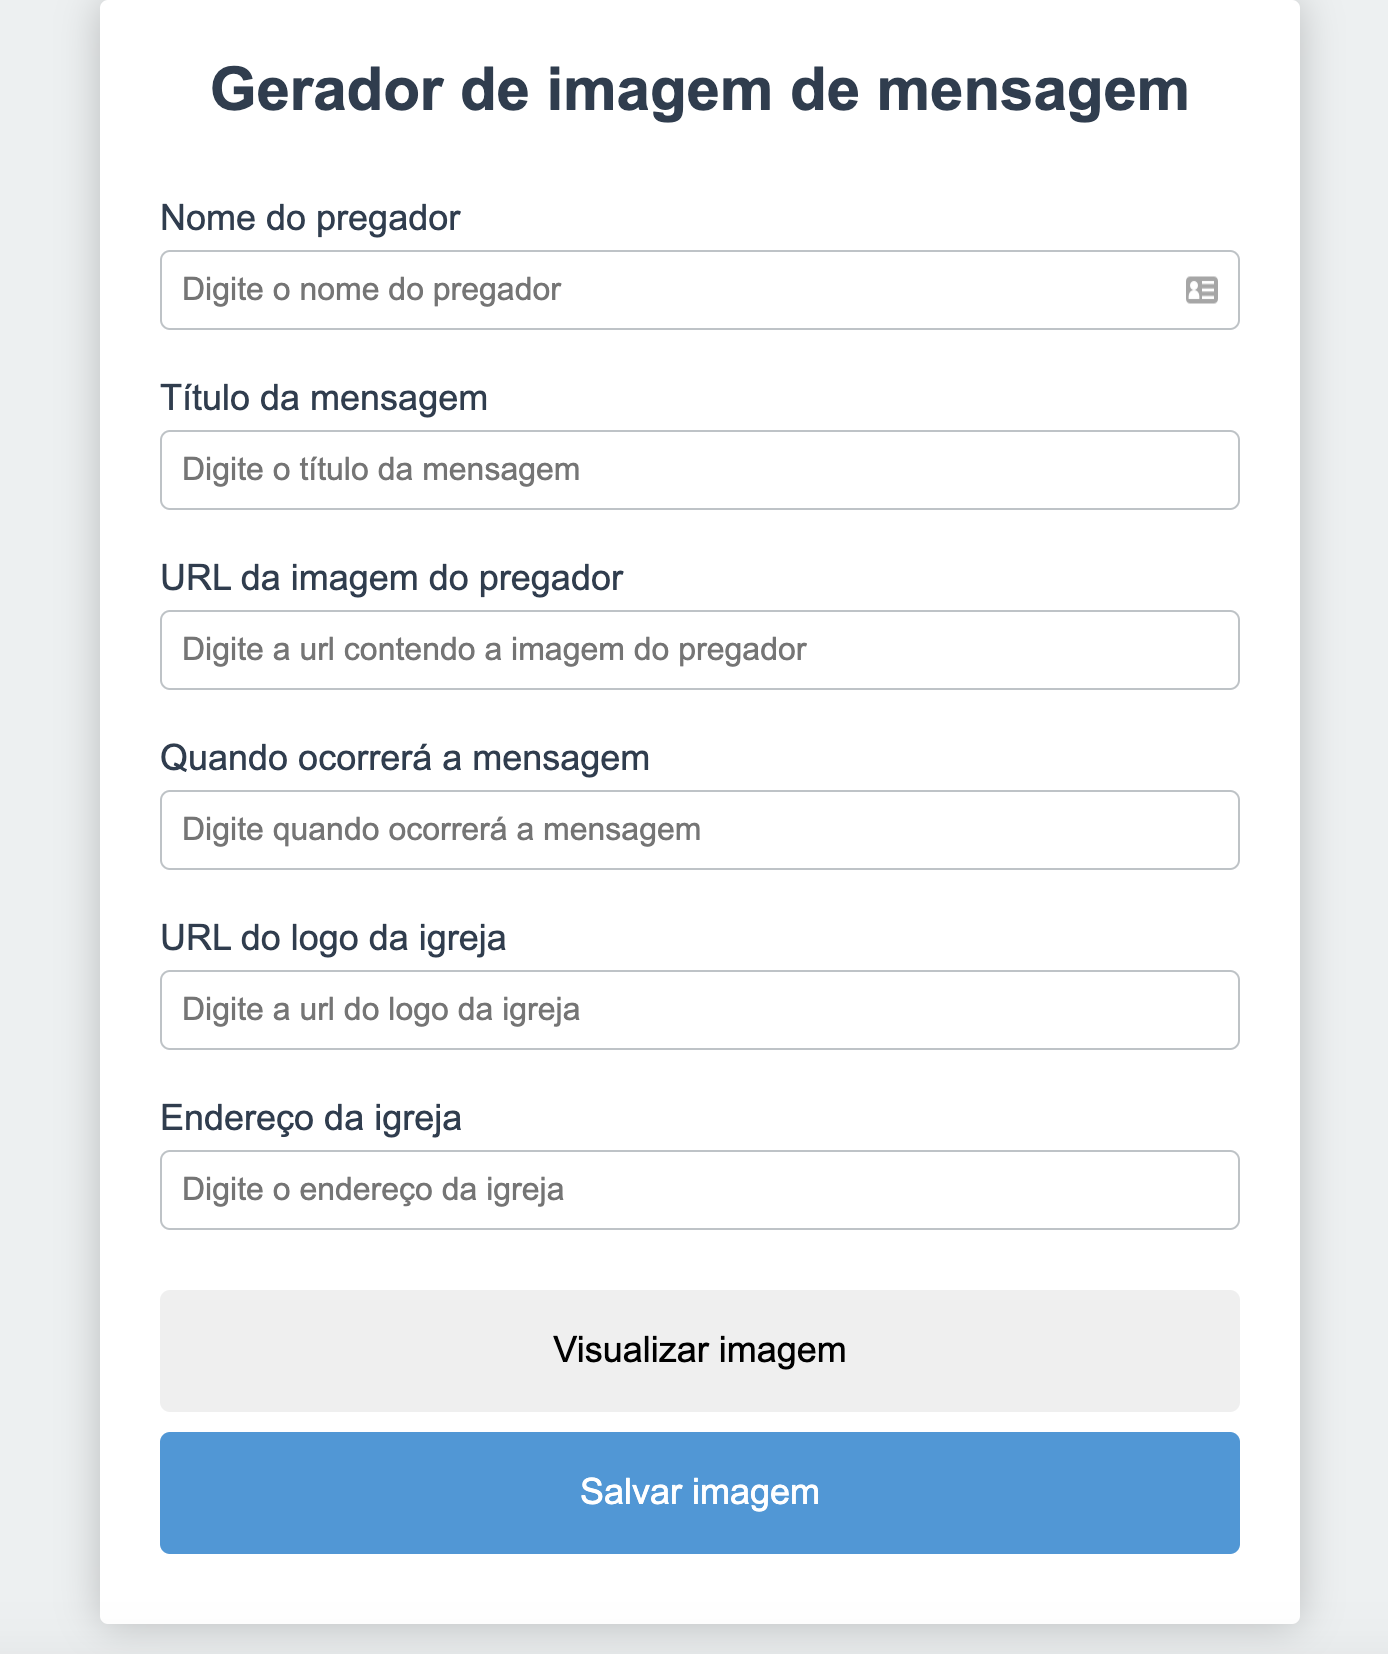 Gerador de imagem de mensagem
Nome do pregador
Digite o nome do pregador
Título da mensagem
Digite o título da mensagem
URL da imagem do pregador
Digite a url contendo a imagem do pregador
Quando ocorrerá a mensagem
Digite quando ocorrerá a mensagem
URL do logo da igreja
Digite a url do logo da igreja
Endereço da igreja
Digite o endereço da igreja
Visualizar imagem
Salvar imagem